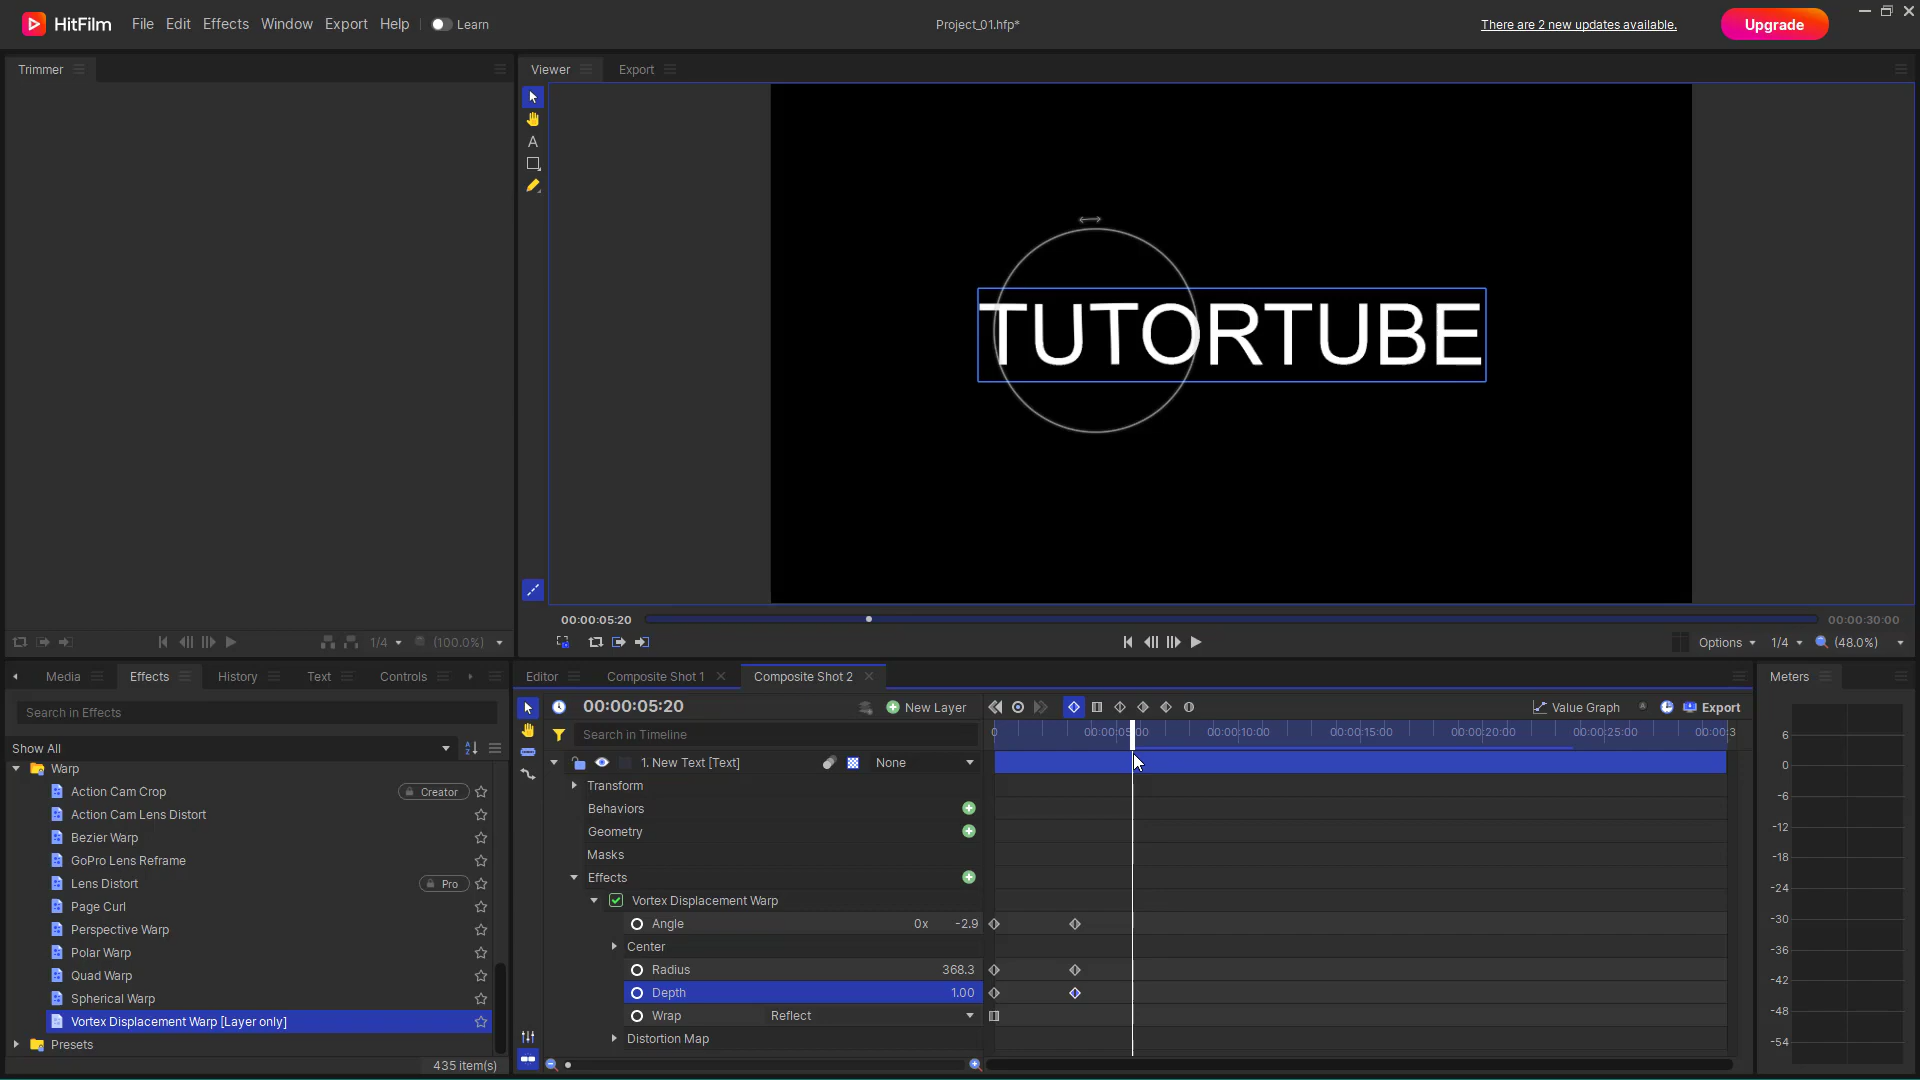 HitFilm File Edit Effects Window Export Help Learn Project_01.hfp* There are 2 new updates available. Upgrade
Trimmer Viewer Export
A
TUTORTUBE
00:00:05:20 00:00:30:00
1/4 (100.0%) Options 1/4 (48.0%)
Media Effects History Text Controls Editor Composite Shot 1 Composite Shot 2 Meters
Search in Effects 00:00:05:20 New Layer Value Graph Export
Search in Timeline 0 00:00:05:00 00:00:10:00 00:00:15:00 00:00:20:00 00:00:25:00 00:00:3
Show All
Warp 1. New Text [Text] None
Action Cam Crop Creator Transform
Action Cam Lens Distort Behaviors
Bezier Warp Geometry
GoPro Lens Reframe Masks
Lens Distort Pro Effects
Page Curl Vortex Displacement Warp
Perspective Warp Angle 0x -2.9
Polar Warp Center
Quad Warp Radius 368.3
Spherical Warp Depth 1.00
Vortex Displacement Warp [Layer only] Wrap Reflect
Presets Distortion Map
435 item(s)
6
0
-6
-12
-18
-24
-30
-36
-42
-48
-54